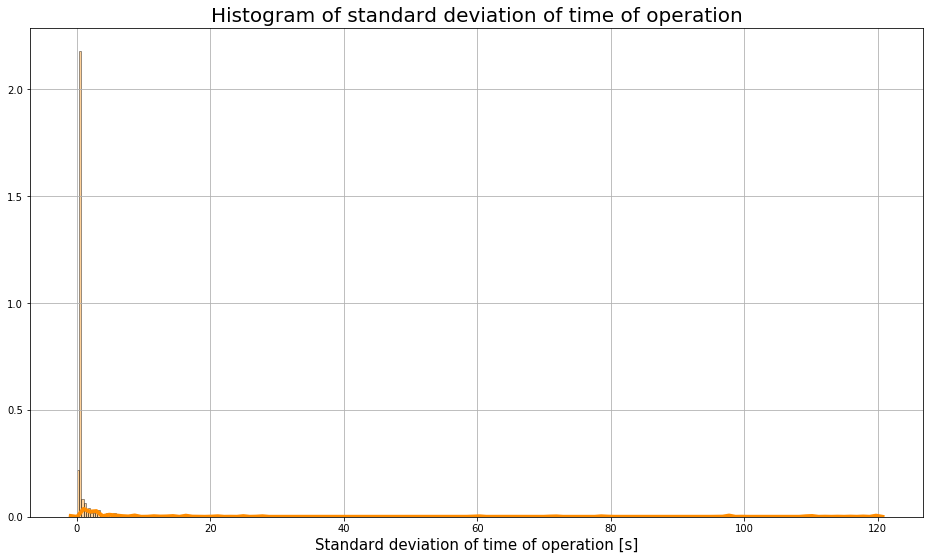 Histogram of standard deviation of time of operation
2.0
1.5
1.0
0.5
0.0
0 20 40 60 80 100 120
Standard deviation of time of operation [s]